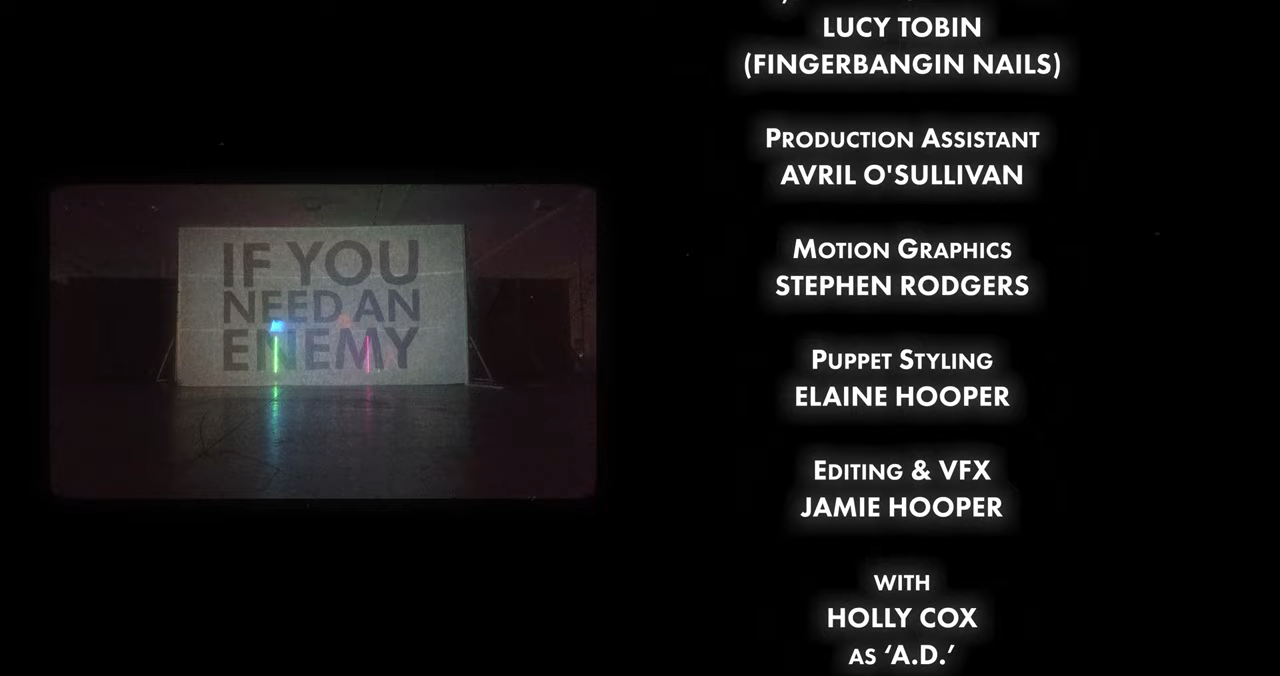 IF YOU
NEED AN
ENEMY
LUCY TOBIN
(FINGERBANGIN NAILS)
PRODUCTION ASSISTANT
AVRIL O'SULLIVAN
MOTION GRAPHICS
STEPHEN RODGERS
PUPPET STYLING
ELAINE HOOPER
EDITING & VFX
JAMIE HOOPER
WITH
HOLLY COX
AS ‘A.D.’